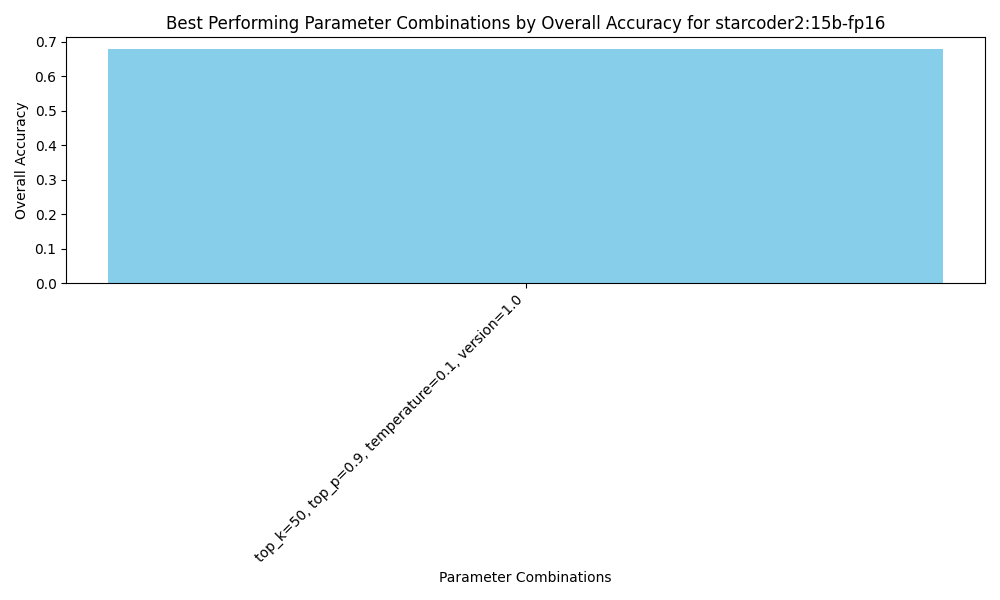 Best Performing Parameter Combinations by Overall Accuracy for starcoder2:15b-fp16
Overall Accuracy
0.7
0.6
0.5
0.4
0.3
0.2
0.1
0.0
top_k=50, top_p=0.9, temperature=0.1, version=1.0
Parameter Combinations